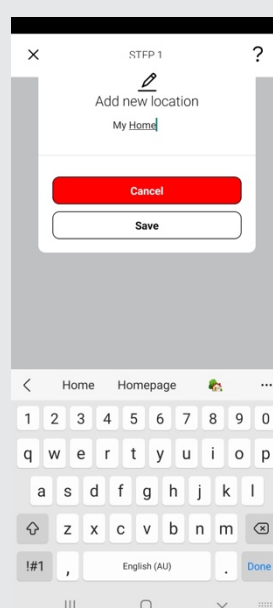 STEP 1
?
Add new location
My Home
Cancel
Save
Home Homepage
1 2 3 4 5 6 7 8 9 0
q w e r t y u i o p
a s d f g h j k l
z x c v b n m
!#1 , English (AU) . Done